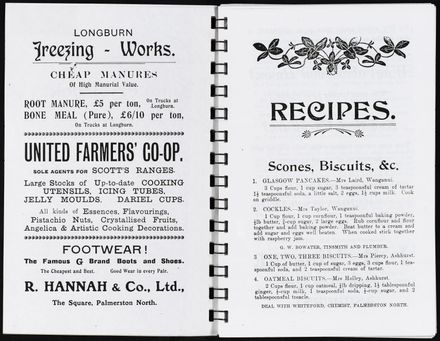 LONGBURN
Freezing - Works.
CHEAP MANURES
Of High Manurial Value.
ROOT MANURE, £5 per ton, On Trucks at Longburn.
BONE MEAL (Pure), £6/10 per ton,
On Trucks at Longburn.
UNITED FARMERS' CO-OP.
SOLE AGENTS FOR SCOTT'S RANGES.
Large Stocks of Up-to-date COOKING
UTENSILS, ICING TUBES,
JELLY MOULDS, DARIEL CUPS.
All kinds of Essences, Flavourings,
Pistachio Nuts, Crystallised Fruits,
Angelica & Artistic Cooking Decorations.
FOOTWEAR!
The Famous G Brand Boots and Shoes.
The Cheapest and Best. Good Wear in every Pair.
R. HANNAH & Co., Ltd.,
The Square, Palmerston North.
RECIPES.
Scones, Biscuits, &c.
1. GLASGOW PANCAKES.—Mrs Laird, Wanganui.
3 Cups flour, 1 cup sugar, 3 teaspoonsful cream of tartar
1½ teaspoonsful soda, a little salt, 2 eggs, 1½ cups milk. Cook
on griddle.
2. COCKLES.—Mrs Taylor, Wanganui.
1 Cup flour, 1 cup cornflour, 1 teaspoonful baking powder,
¼lb butter, ½-cup sugar, 2 large eggs. Rub cornflour and flour
together and add baking powder. Beat butter to a cream and
add sugar and eggs well beaten. When cooked stick together
with raspberry jam.
G. W. BOWATER, TINSMITH AND PLUMBER.
3 ONE, TWO, THREE BISCUITS.—Mrs Piercy, Ashhurst.
1 Cup of butter, 1 cup of sugar, 3 eggs, 3 cups flour, 1 tea-
spoonful soda, and 2 teaspoonsful cream of tartar.
4 OATMEAL BISCUITS.—Mrs Holley, Ashhurst.
2 Cups flour, 1 cup oatmeal, ½lb dripping, 1½ tablespoonsful
ginger, ½-cup milk, 1 teaspoonful soda, ½-cup sugar, and 2
tablespoonsful treacle.
DEAL WITH WHITEFORD, CHEMIST, PALMERSTON NORTH.